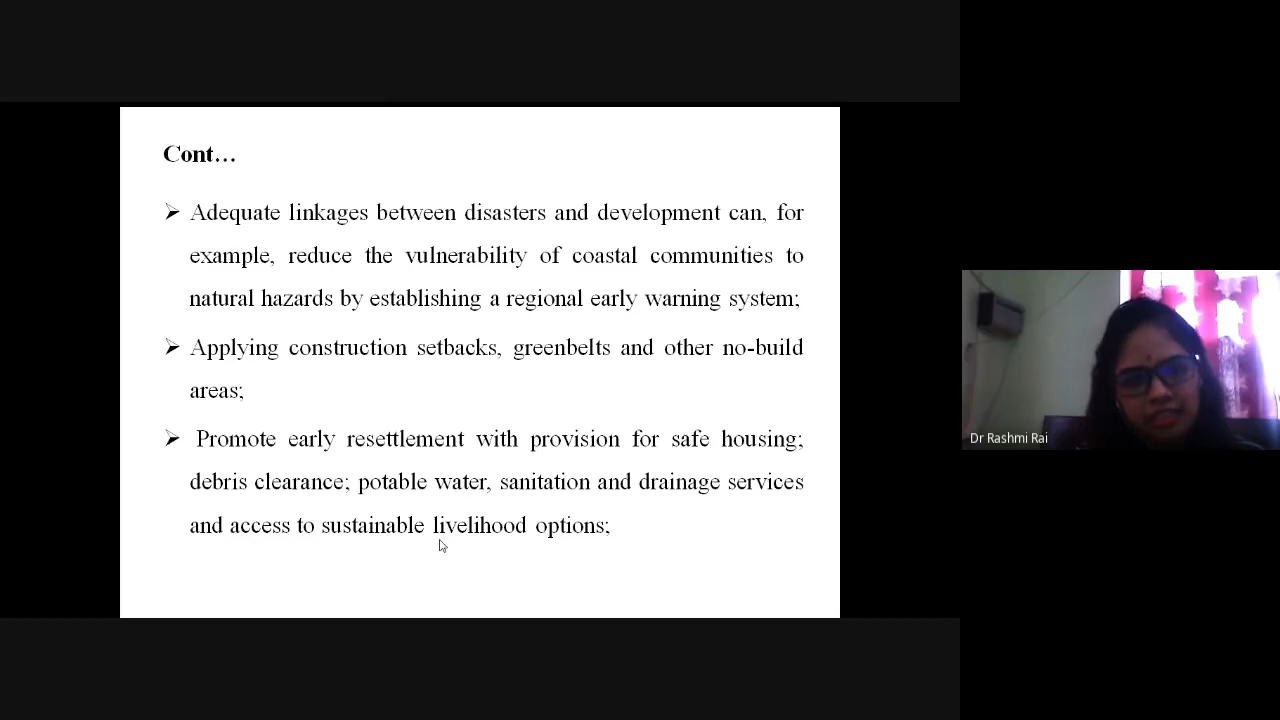 Cont…
➢ Adequate linkages between disasters and development can, for
example, reduce the vulnerability of coastal communities to
natural hazards by establishing a regional early warning system;
➢ Applying construction setbacks, greenbelts and other no-build
areas;
➢ Promote early resettlement with provision for safe housing;
debris clearance; potable water, sanitation and drainage services
and access to sustainable livelihood options;
Dr Rashmi Rai